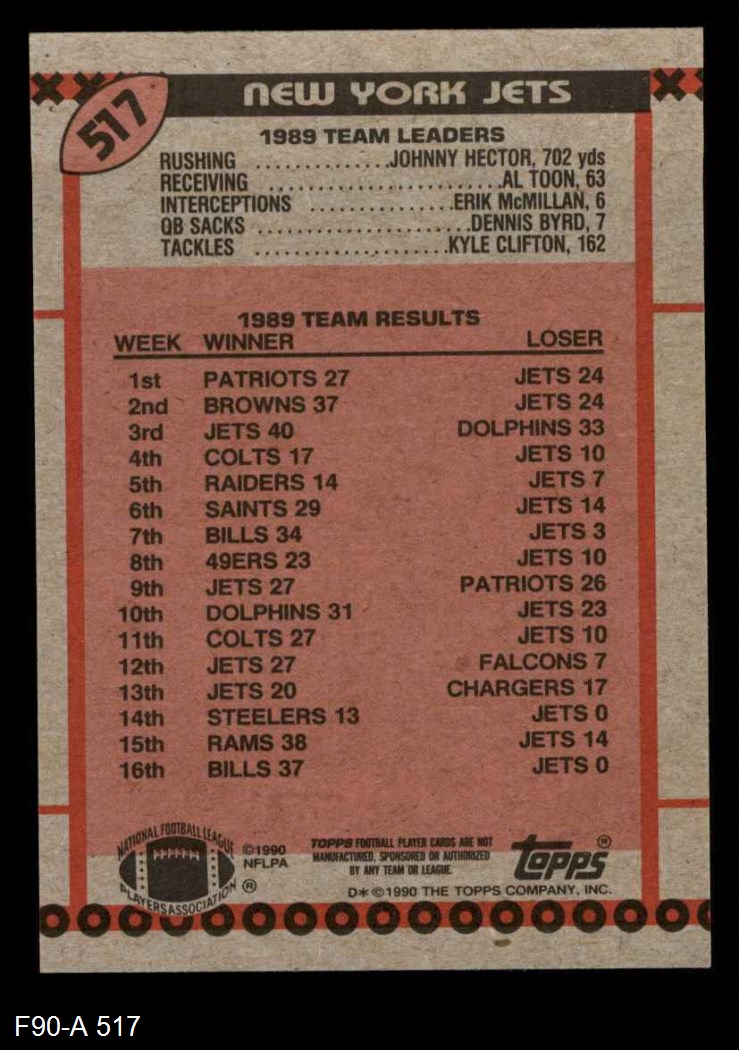 517
NEW YORK JETS
1989 TEAM LEADERS
RUSHING ..............JOHNNY HECTOR, 702 yds
RECEIVING .........................AL TOON, 63
INTERCEPTIONS ...............ERIK McMILLAN, 6
QB SACKS ......................DENNIS BYRD, 7
TACKLES ....................KYLE CLIFTON, 162
1989 TEAM RESULTS
WEEK WINNER LOSER
1st PATRIOTS 27 JETS 24
2nd BROWNS 37 JETS 24
3rd JETS 40 DOLPHINS 33
4th COLTS 17 JETS 10
5th RAIDERS 14 JETS 7
6th SAINTS 29 JETS 14
7th BILLS 34 JETS 3
8th 49ERS 23 JETS 10
9th JETS 27 PATRIOTS 26
10th DOLPHINS 31 JETS 23
11th COLTS 27 JETS 10
12th JETS 27 FALCONS 7
13th JETS 20 CHARGERS 17
14th STEELERS 13 JETS 0
15th RAMS 38 JETS 14
16th BILLS 37 JETS 0
NATIONAL FOOTBALL LEAGUE
PLAYERS ASSOCIATION ®
©1990
NFLPA
TOPPS FOOTBALL PLAYER CARDS ARE NOT
MANUFACTURED, SPONSORED OR AUTHORIZED
BY ANY TEAM OR LEAGUE.
TOPPS®
D* ©1990 THE TOPPS COMPANY, INC.
F90-A 517